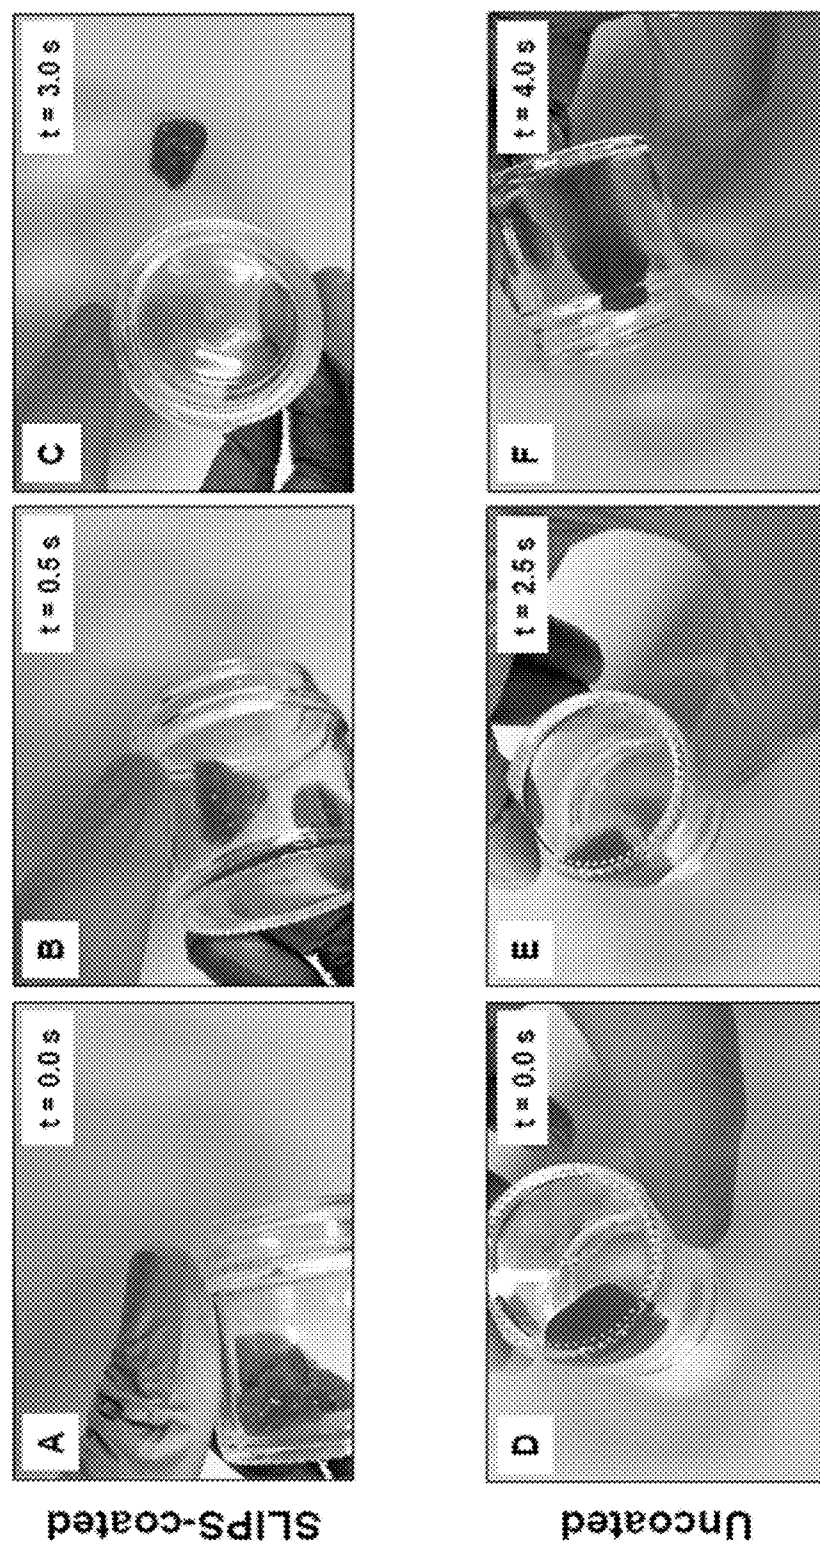 SLIPS-coated
A
t = 0.0 s
B
t = 0.5 s
C
t = 3.0 s
Uncoated
D
t = 0.0 s
E
t = 2.5 s
F
t = 4.0 s